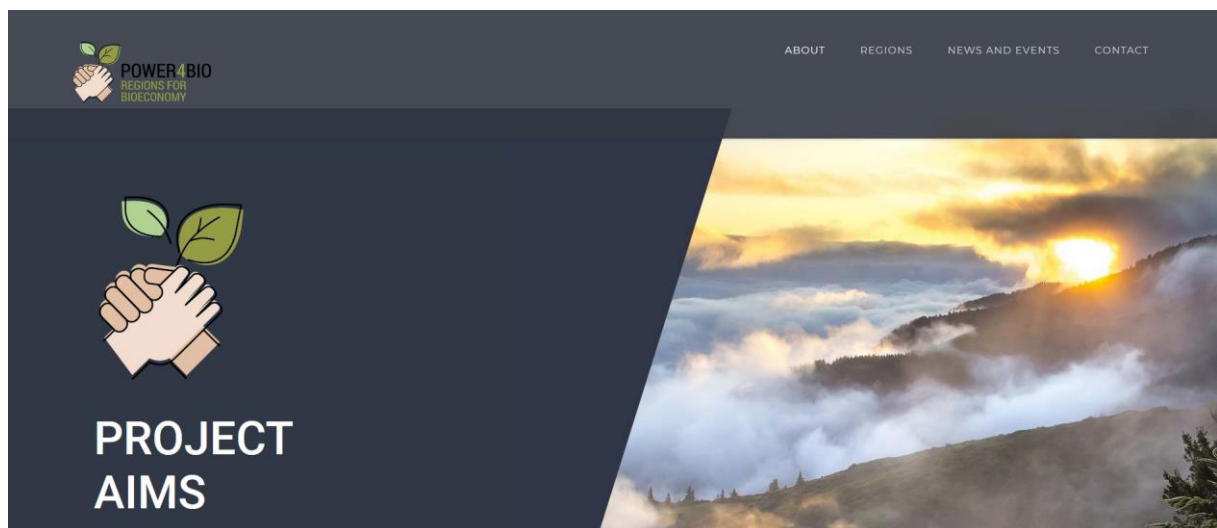 POWER4BIO
REGIONS FOR
BIOECONOMY
ABOUT REGIONS NEWS AND EVENTS CONTACT
PROJECT
AIMS